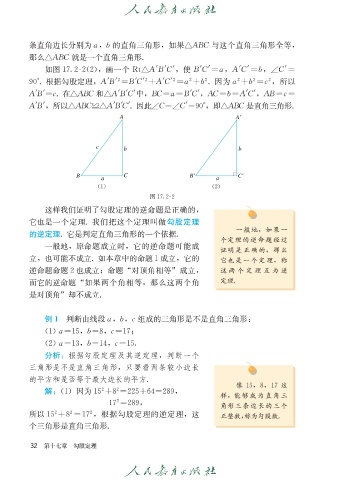 人民教育出版社
条直角边长分别为 a，b 的直角三角形，如果△ABC 与这个直角三角形全等，
那么△ABC 就是一个直角三角形.
如图 17.2-2(2)，画一个 Rt△A′B′C′，使 B′C′=a，A′C′=b，∠C′=
90°. 根据勾股定理，A′B′²=B′C′²+A′C′²=a²+b². 因为 a²+b²=c²，所以
A′B′=c. 在△ABC 和△A′B′C′中，BC=a=B′C′，AC=b=A′C′，AB=c=
A′B′，所以△ABC≌△A′B′C′. 因此∠C=∠C′=90°，即△ABC 是直角三角形.
A
c
b
B
a
C
(1)
A′
b
B′
a
C′
(2)
图 17.2-2
这样我们证明了勾股定理的逆命题是正确的，
它也是一个定理. 我们把这个定理叫做勾股定理
的逆定理. 它是判定直角三角形的一个依据.
一般地，原命题成立时，它的逆命题可能成
立，也可能不成立. 如本章中的命题 1 成立，它的
逆命题命题 2 也成立；命题“对顶角相等”成立，
而它的逆命题“如果两个角相等，那么这两个角
是对顶角”却不成立.
一般地，如果一
个定理的逆命题经过
证明是正确的，那么
它也是一个定理，称
这两个定理互为逆
定理.
例 1 判断由线段 a，b，c 组成的三角形是不是直角三角形：
(1) a=15，b=8，c=17；
(2) a=13，b=14，c=15.
分析：根据勾股定理及其逆定理，判断一个
三角形是不是直角三角形，只要看两条较小边长
的平方和是否等于最大边长的平方.
解：(1) 因为 15²+8²=225+64=289，
17²=289，
所以 15²+8²=17²，根据勾股定理的逆定理，这
个三角形是直角三角形.
像 15，8，17 这
样，能够成为直角三
角形三条边长的三个
正整数，称为勾股数.
32 第十七章 勾股定理
人民教育出版社